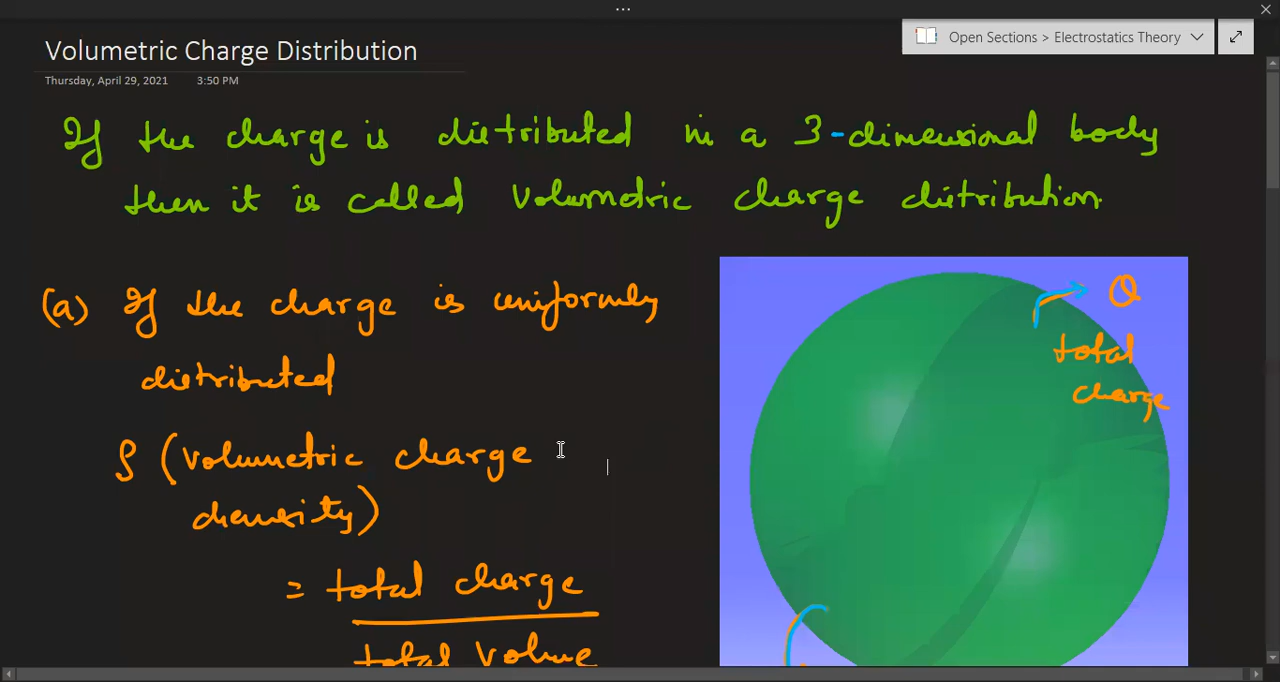 Volumetric Charge Distribution
Open Sections > Electrostatics Theory
Thursday, April 29, 2021 3:50 PM
If the charge is distributed in a 3-dimensional body
then it is called volumetric charge distribution.
(a) If the charge is uniformly
distributed
ρ (volumetric charge
density)
= total charge
total volume
Q
total
charge